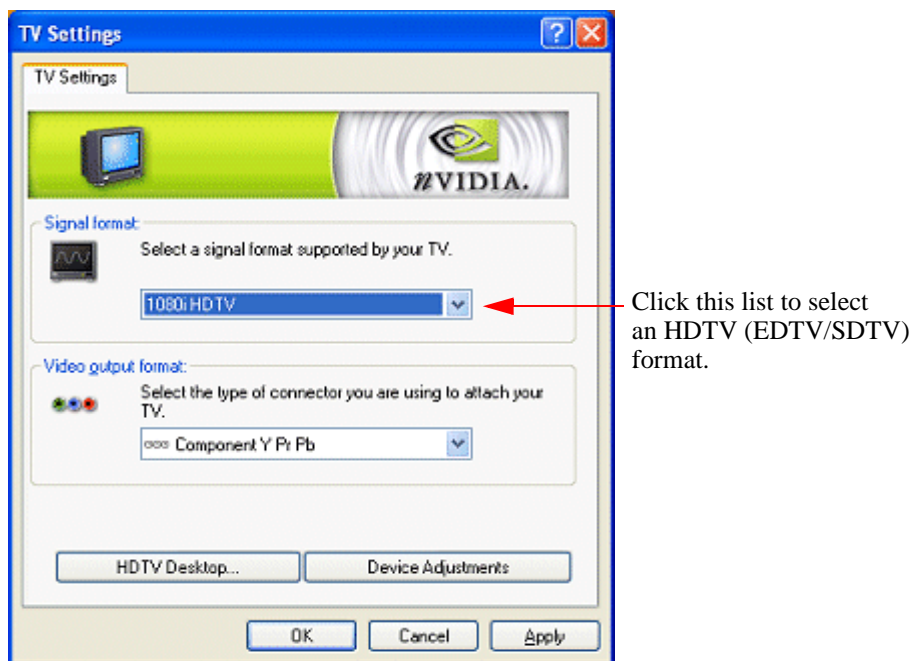 TV Settings
TV Settings
nVIDIA.
Signal format:
Select a signal format supported by your TV.
1080i HDTV
Click this list to select
an HDTV (EDTV/SDTV)
format.
Video output format:
Select the type of connector you are using to attach your
TV.
Component Y Pr Pb
HDTV Desktop...
Device Adjustments
OK
Cancel
Apply